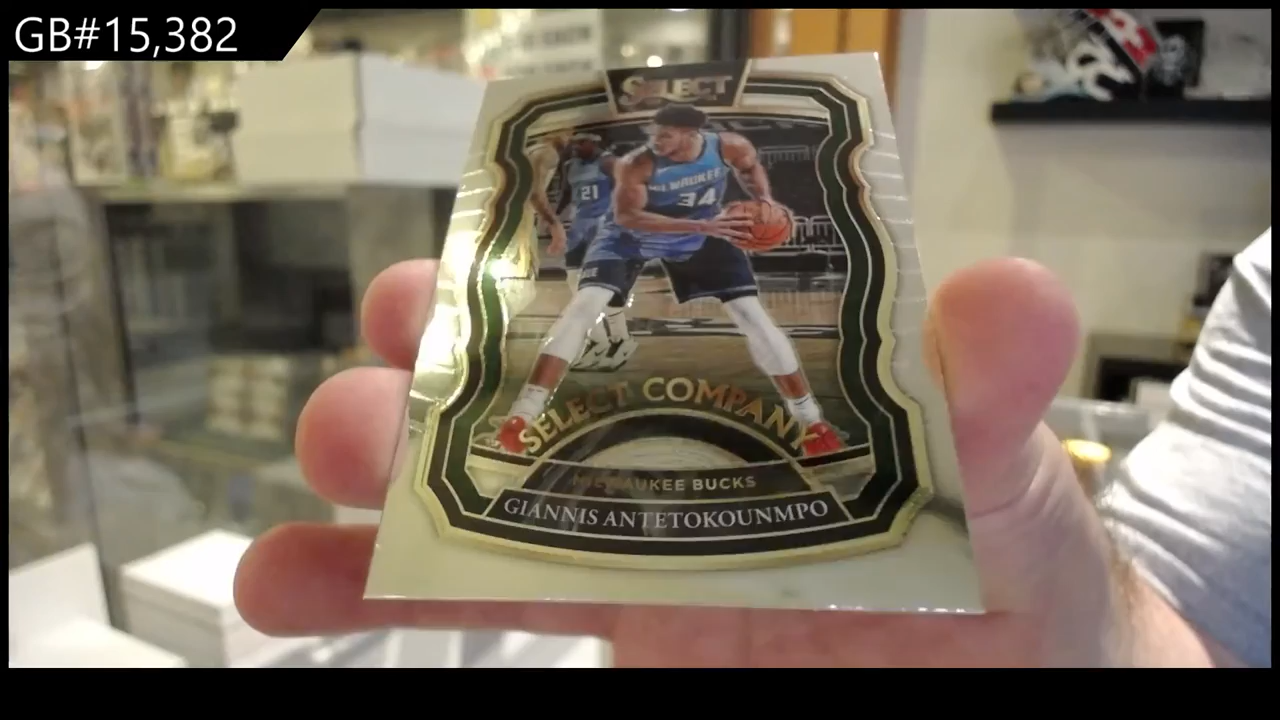 GB#15,382
SELECT
MILWAUKEE
34
21
SELECT COMPANY
MILWAUKEE BUCKS
GIANNIS ANTETOKOUNMPO